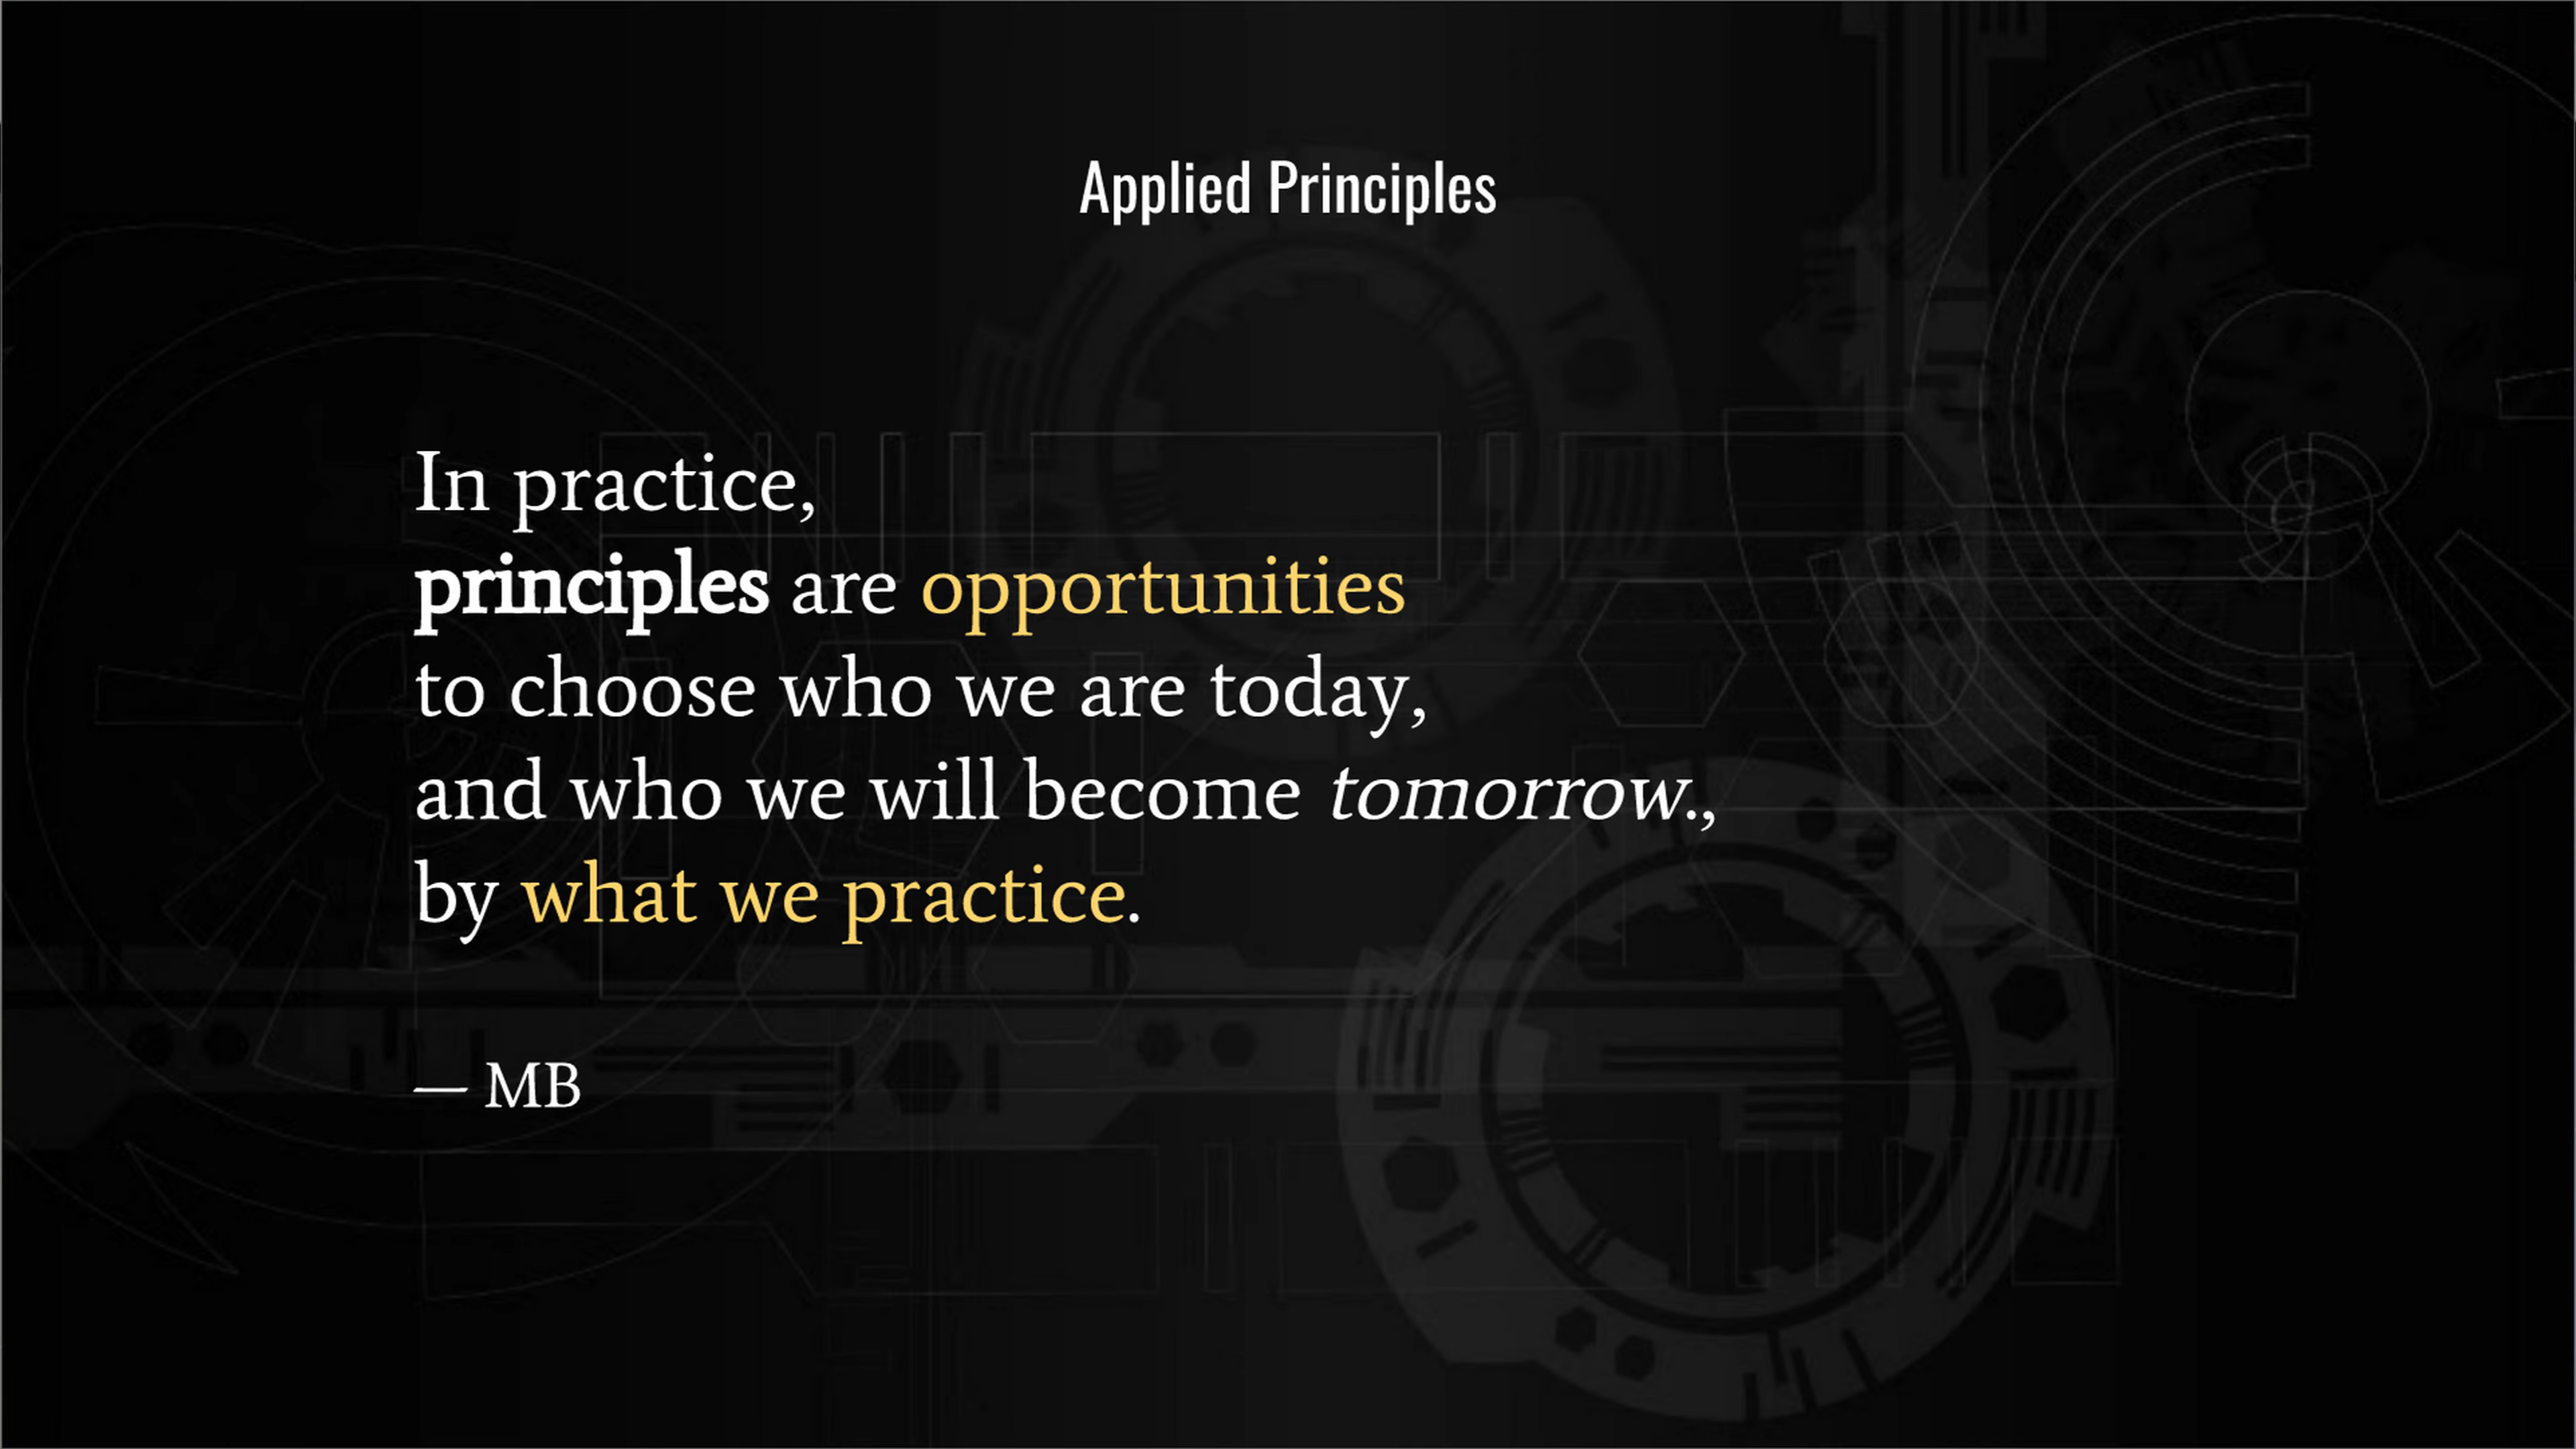 Applied Principles
In practice,
principles are opportunities
to choose who we are today,
and who we will become tomorrow.,
by what we practice.
— MB